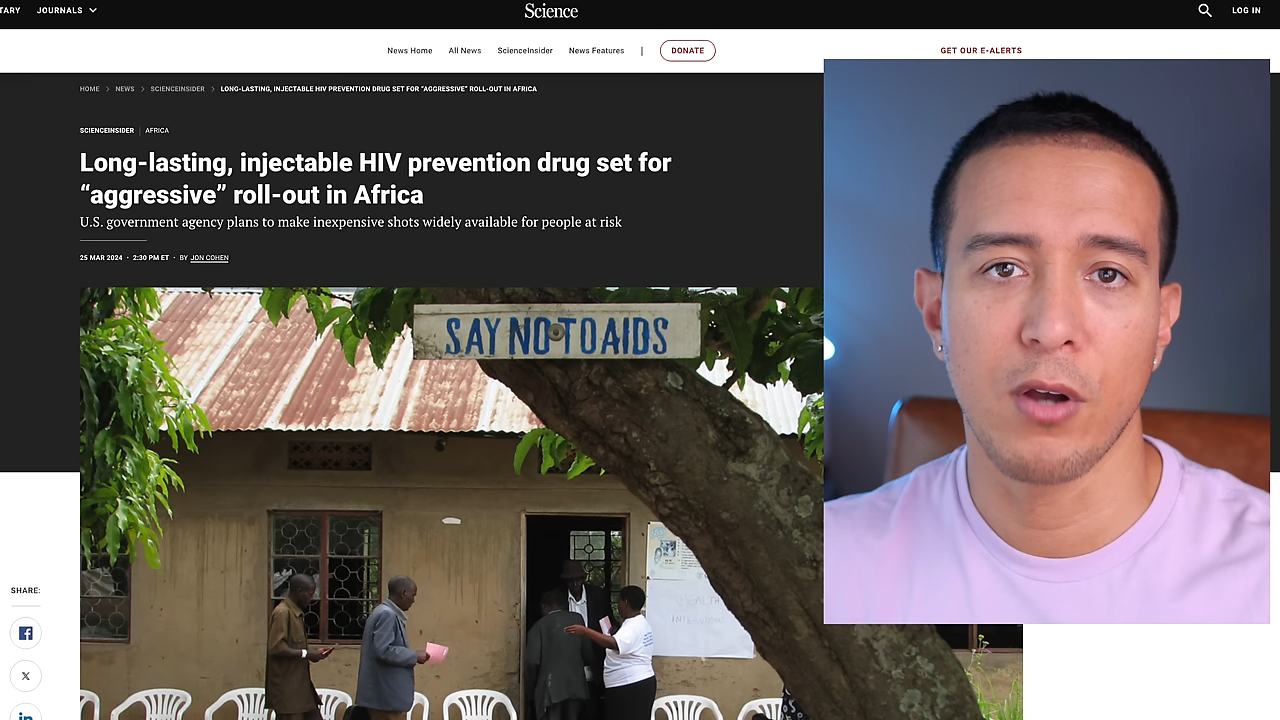 TARY JOURNALS
Science
LOG IN
News Home All News ScienceInsider News Features | DONATE
GET OUR E-ALERTS
HOME > NEWS > SCIENCEINSIDER > LONG-LASTING, INJECTABLE HIV PREVENTION DRUG SET FOR “AGGRESSIVE” ROLL-OUT IN AFRICA
SCIENCEINSIDER | AFRICA
Long-lasting, injectable HIV prevention drug set for
“aggressive” roll-out in Africa
U.S. government agency plans to make inexpensive shots widely available for people at risk
25 MAR 2024 • 2:30 PM ET • BY JON COHEN
SAY NO TO AIDS
SHARE: